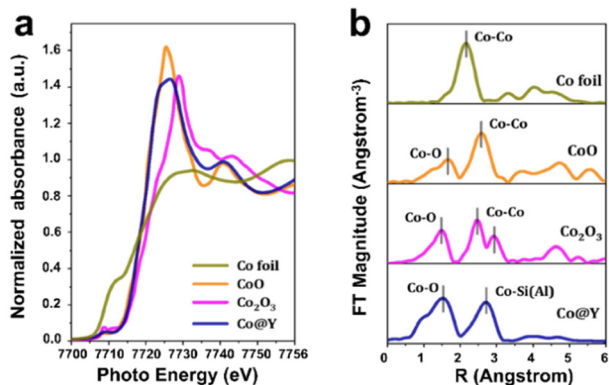 a
Normalized absorbance (a.u.)
1.6
1.4
1.2
1.0
0.8
0.6
0.4
0.2
0.0
7700 7710 7720 7730 7740 7750 7756
Photo Energy (eV)
Co foil
CoO
Co₂O₃
Co@Y
b
FT Magnitude (Angstrom-³)
Co-Co
Co foil
Co-O
Co-Co
CoO
Co-O
Co-Co
Co₂O₃
Co-O
Co-Si(Al)
Co@Y
0 1 2 3 4 5 6
R (Angstrom)